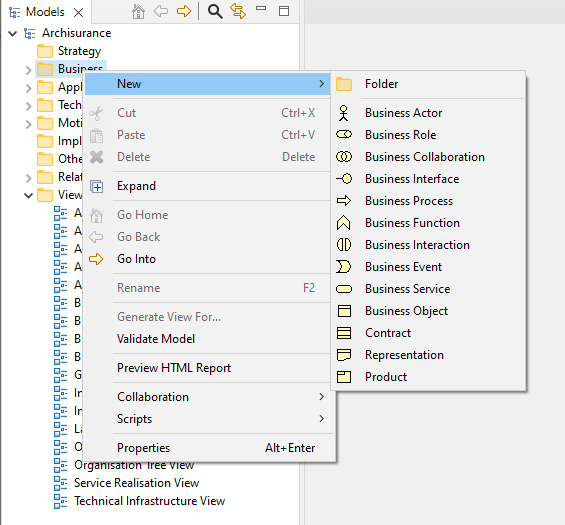 Models
Archisurance
Strategy
Business
Appl
Tech
Moti
Impl
Othe
Relat
View
A
A
A
A
A
B
B
B
G
In
In
La
O
Organisation Tree View
Service Realisation View
Technical Infrastructure View
New
Cut Ctrl+X
Paste Ctrl+V
Delete Delete
Expand
Go Home
Go Back
Go Into
Rename F2
Generate View For...
Validate Model
Preview HTML Report
Collaboration
Scripts
Properties Alt+Enter
Folder
Business Actor
Business Role
Business Collaboration
Business Interface
Business Process
Business Function
Business Interaction
Business Event
Business Service
Business Object
Contract
Representation
Product